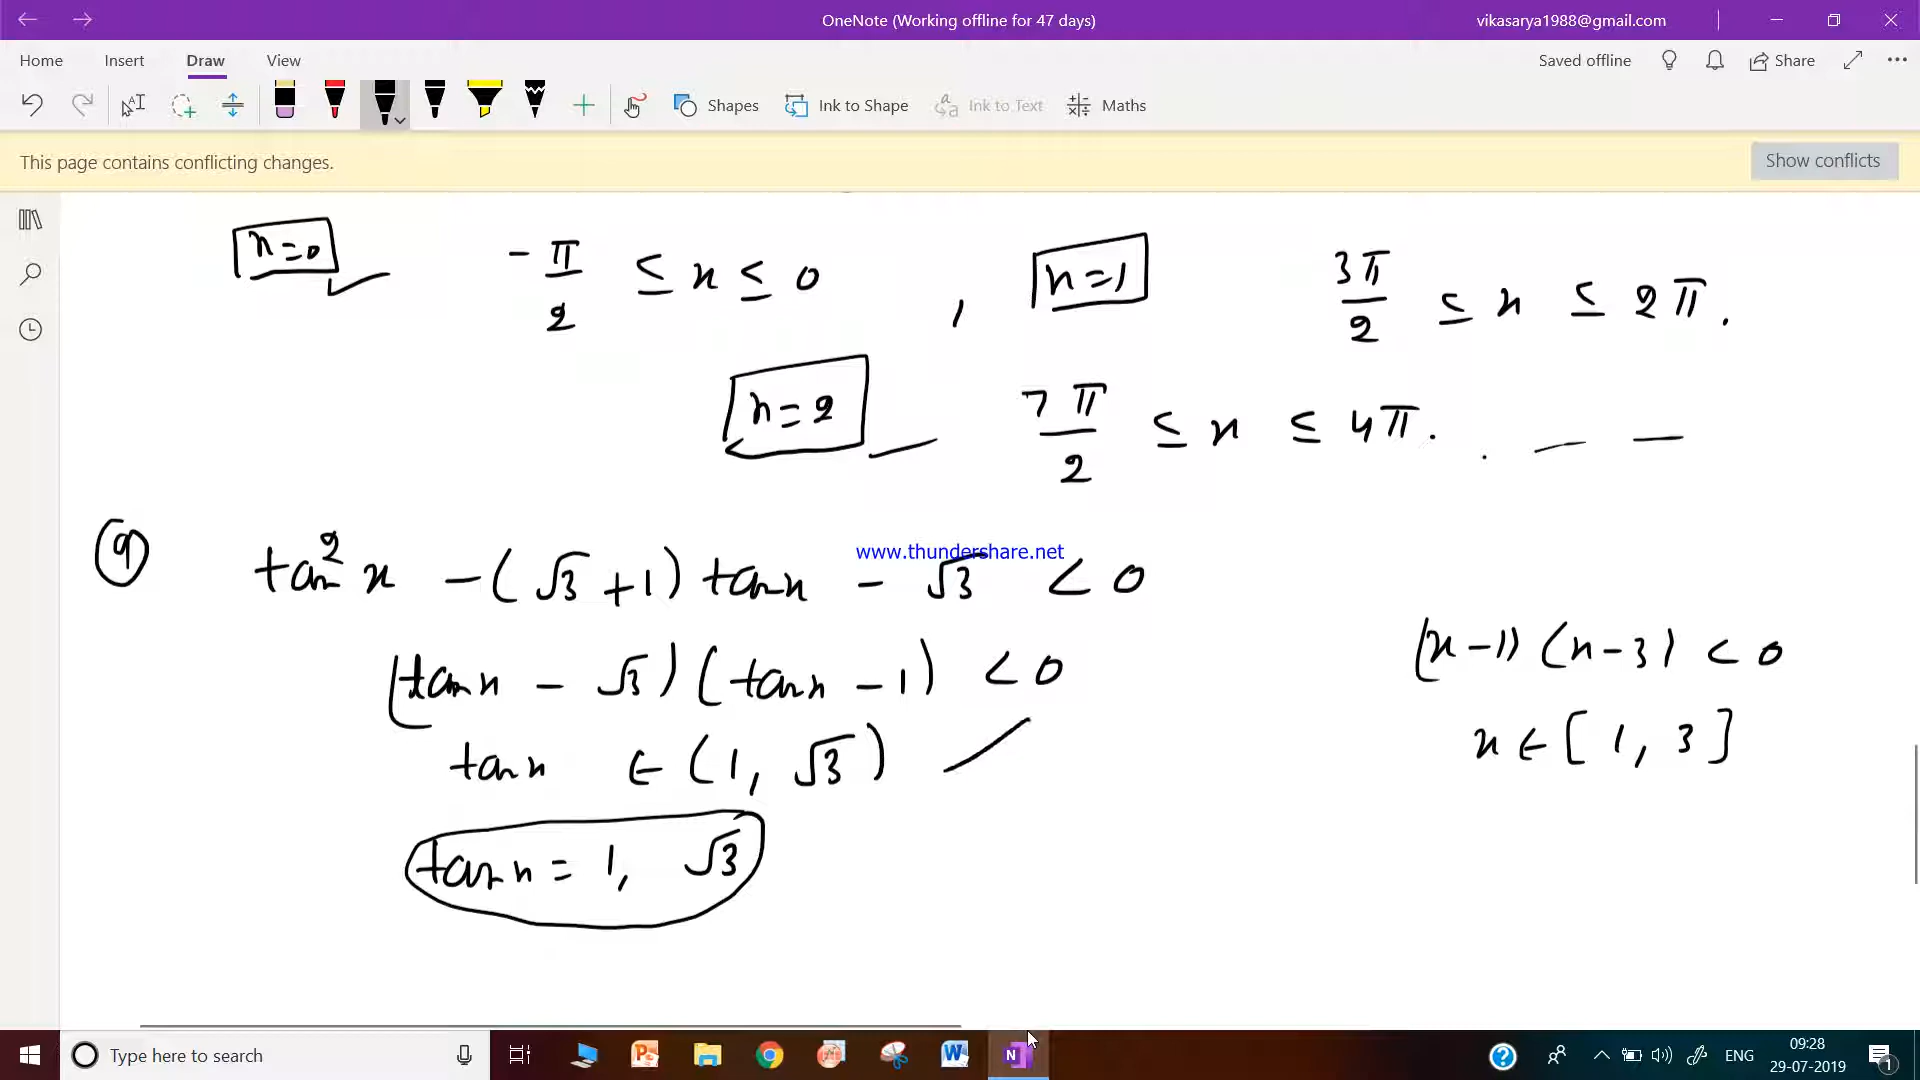 OneNote (Working offline for 47 days)
vikasarya1988@gmail.com
Home Insert Draw View
Saved offline Share
Shapes Ink to Shape Ink to Text Maths
This page contains conflicting changes. Show conflicts
n=0 -π/2 ≤ x ≤ 0 , n=1 3π/2 ≤ x ≤ 2π.
n=2 7π/2 ≤ x ≤ 4π. . — —
www.thundershare.net
9 tan²x -(√3+1) tanx - √3 < 0
(tanx - √3)(tanx - 1) < 0
(x-1)(x-3) < 0
tanx ∈ (1, √3)
x ∈ [1, 3]
tanx = 1, √3
Type here to search
ENG
09:28
29-07-2019
1